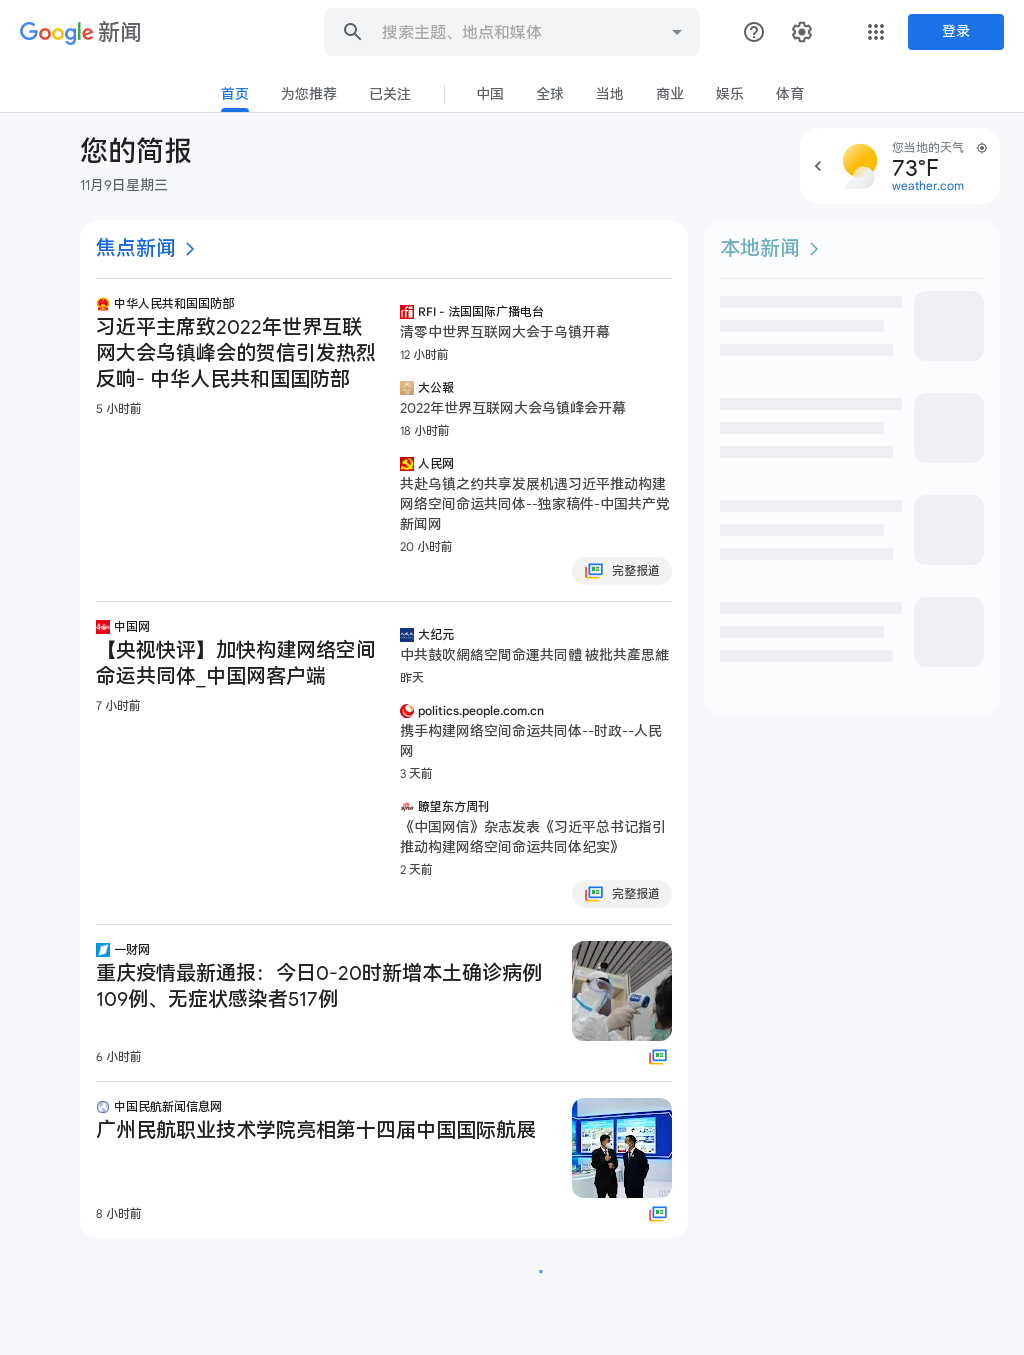 Google 新闻
搜索主题、地点和媒体
登录
首页
为您推荐
已关注
中国
全球
当地
商业
娱乐
体育
您的简报
11月9日星期三
您当地的天气
73°F
weather.com
焦点新闻
中华人民共和国国防部
习近平主席致2022年世界互联
网大会乌镇峰会的贺信引发热烈
反响- 中华人民共和国国防部
5 小时前
RFI - 法国国际广播电台
清零中世界互联网大会于乌镇开幕
12 小时前
大公報
2022年世界互联网大会乌镇峰会开幕
18 小时前
人民网
共赴乌镇之约共享发展机遇习近平推动构建
网络空间命运共同体--独家稿件-中国共产党
新闻网
20 小时前
完整报道
中国网
【央视快评】加快构建网络空间
命运共同体_中国网客户端
7 小时前
大纪元
中共鼓吹網絡空間命運共同體 被批共產思維
昨天
politics.people.com.cn
携手构建网络空间命运共同体--时政--人民
网
3 天前
瞭望东方周刊
《中国网信》杂志发表《习近平总书记指引
推动构建网络空间命运共同体纪实》
2 天前
完整报道
一财网
重庆疫情最新通报：今日0-20时新增本土确诊病例
109例、无症状感染者517例
6 小时前
中国民航新闻信息网
广州民航职业技术学院亮相第十四届中国国际航展
8 小时前
本地新闻